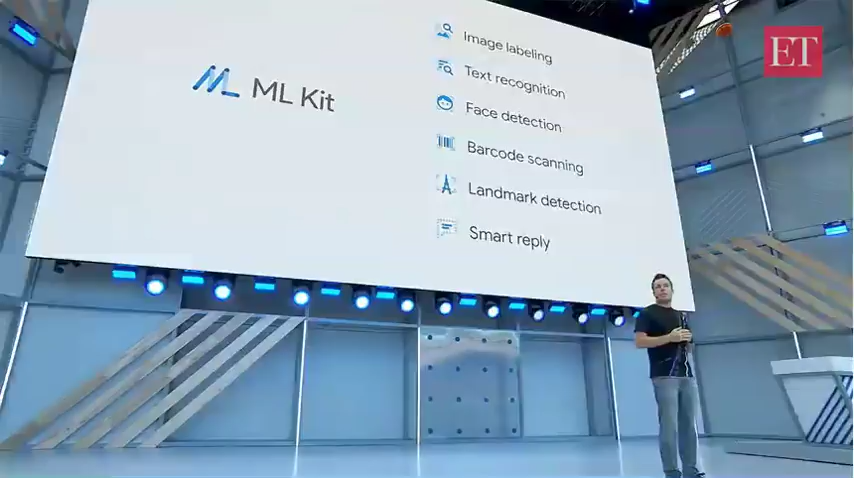 ET
ML Kit
Image labeling
Text recognition
Face detection
Barcode scanning
Landmark detection
Smart reply